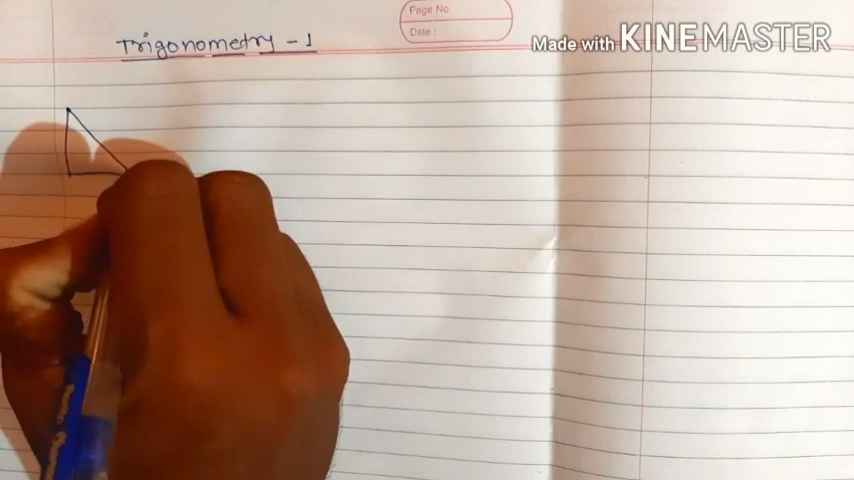 Page No.
Trigonometry - 1
Date :
Made with KINEMASTER